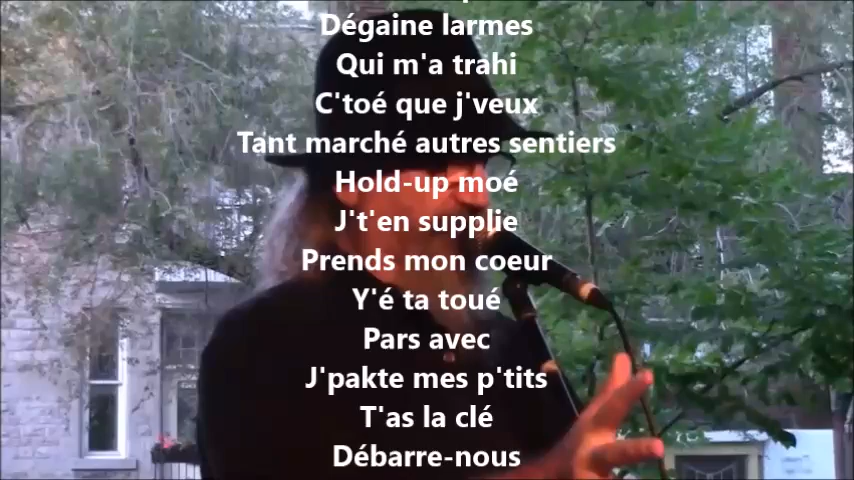 Dégaine larmes
Qui m'a trahi
C'toé que j'veux
Tant marché autres sentiers
Hold-up moé
J't'en supplie
Prends mon coeur
Y'é ta toué
Pars avec
J'pakte mes p'tits
T'as la clé
Débarre-nous